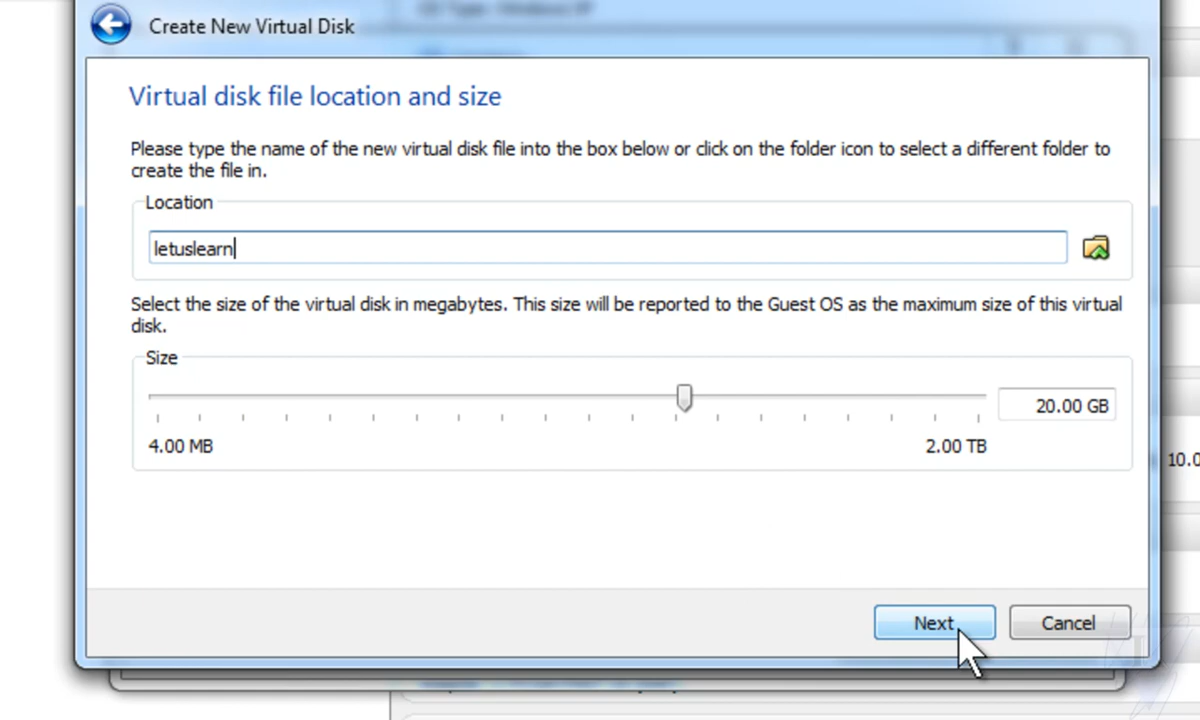 Create New Virtual Disk
Virtual disk file location and size
Please type the name of the new virtual disk file into the box below or click on the folder icon to select a different folder to
create the file in.
Location
letuslearn
Select the size of the virtual disk in megabytes. This size will be reported to the Guest OS as the maximum size of this virtual
disk.
Size
20.00 GB
4.00 MB
2.00 TB
10.0
Next
Cancel